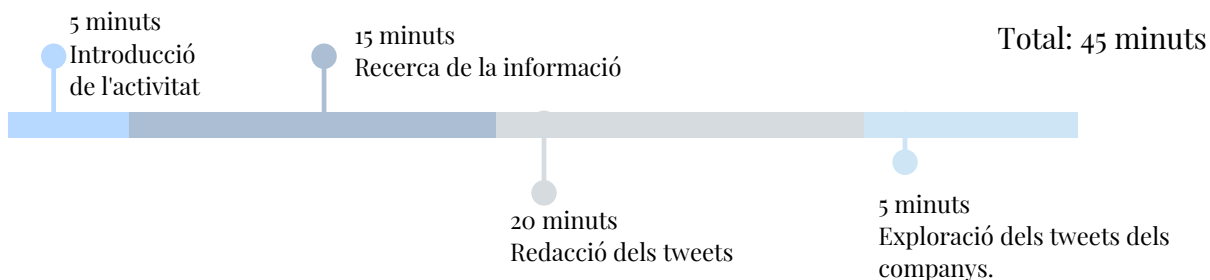 5 minuts
Introducció
de l'activitat
15 minuts
Recerca de la informació
Total: 45 minuts
20 minuts
Redacció dels tweets
5 minuts
Exploració dels tweets dels
companys.